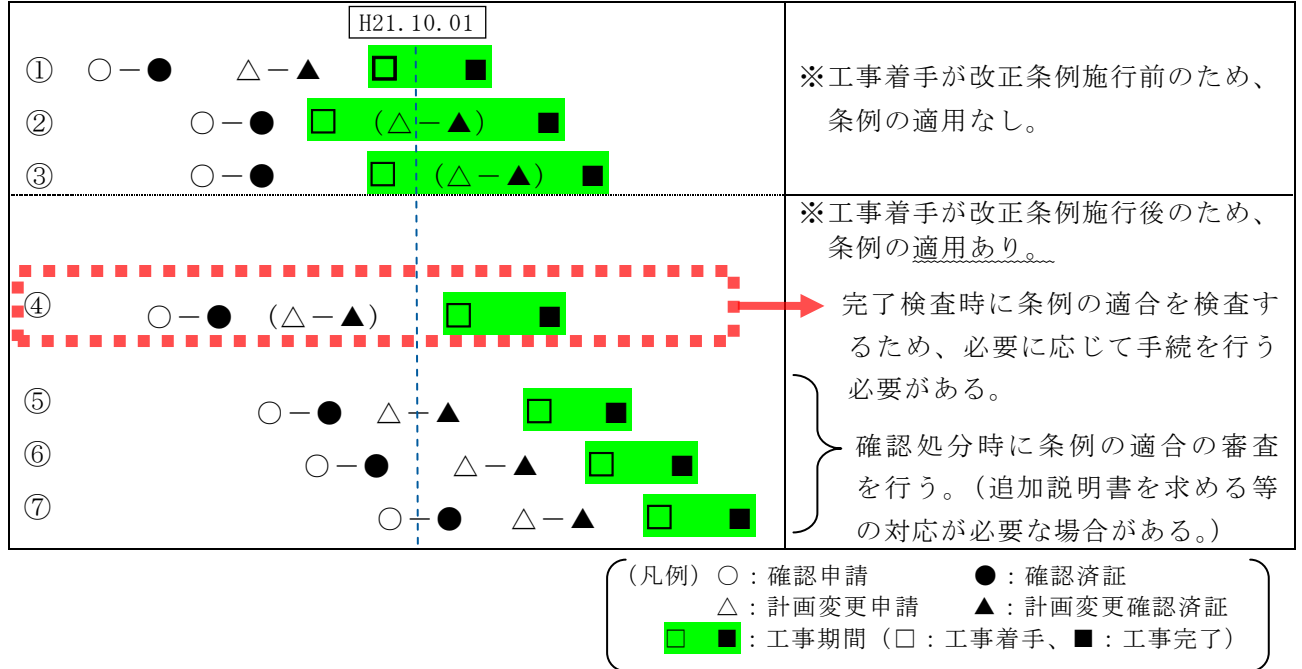 H21.10.01
① ○－● △－▲ □ ■
② ○－● □ (△－▲) ■
③ ○－● □ (△－▲) ■
※工事着手が改正条例施行前のため、
条例の適用なし。
※工事着手が改正条例施行後のため、
条例の適用あり。
④ ○－● (△－▲) □ ■
完了検査時に条例の適合を検査す
るため、必要に応じて手続を行う
必要がある。
⑤ ○－● △－▲ □ ■
⑥ ○－● △－▲ □ ■
⑦ ○－● △－▲ □ ■
確認処分時に条例の適合の審査
を行う。(追加説明書を求める等
の対応が必要な場合がある。)
(凡例) ○：確認申請 ●：確認済証
△：計画変更申請 ▲：計画変更確認済証
□ ■：工事期間（□：工事着手、■：工事完了）